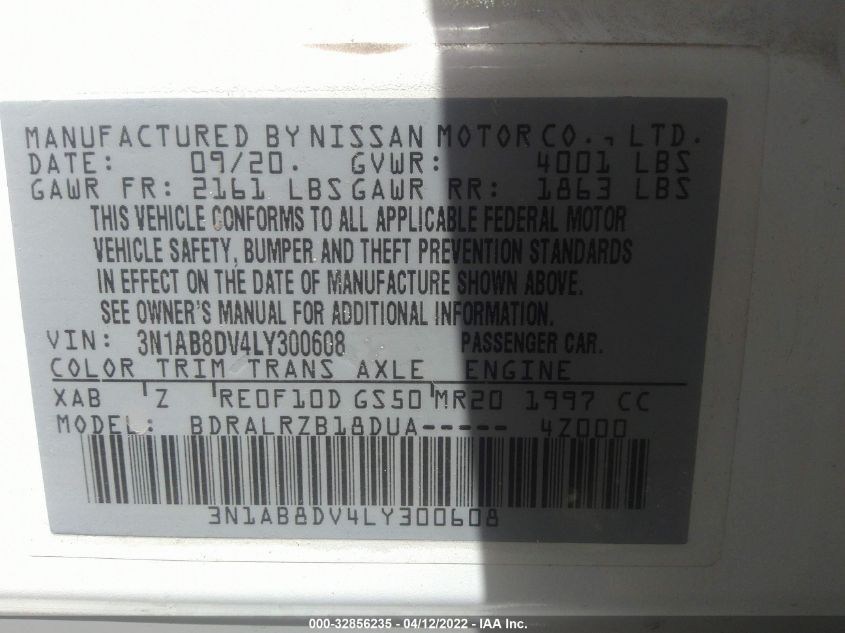 MANUFACTURED BY NISSAN MOTOR CO., LTD.
DATE: 09/20. GVWR: 4001 LBS
GAWR FR: 2161 LBS GAWR RR: 1863 LBS
THIS VEHICLE CONFORMS TO ALL APPLICABLE FEDERAL MOTOR
VEHICLE SAFETY, BUMPER AND THEFT PREVENTION STANDARDS
IN EFFECT ON THE DATE OF MANUFACTURE SHOWN ABOVE.
SEE OWNER'S MANUAL FOR ADDITIONAL INFORMATION.
VIN: 3N1AB8DV4LY300608 PASSENGER CAR.
COLOR TRIM TRANS AXLE ENGINE
XAB Z RE0F10D GS50 MR20 1997 CC
MODEL: BDRALRZB18DUA----- 4Z000
3N1AB8DV4LY300608
000-32856235 - 04/12/2022 - IAA Inc.